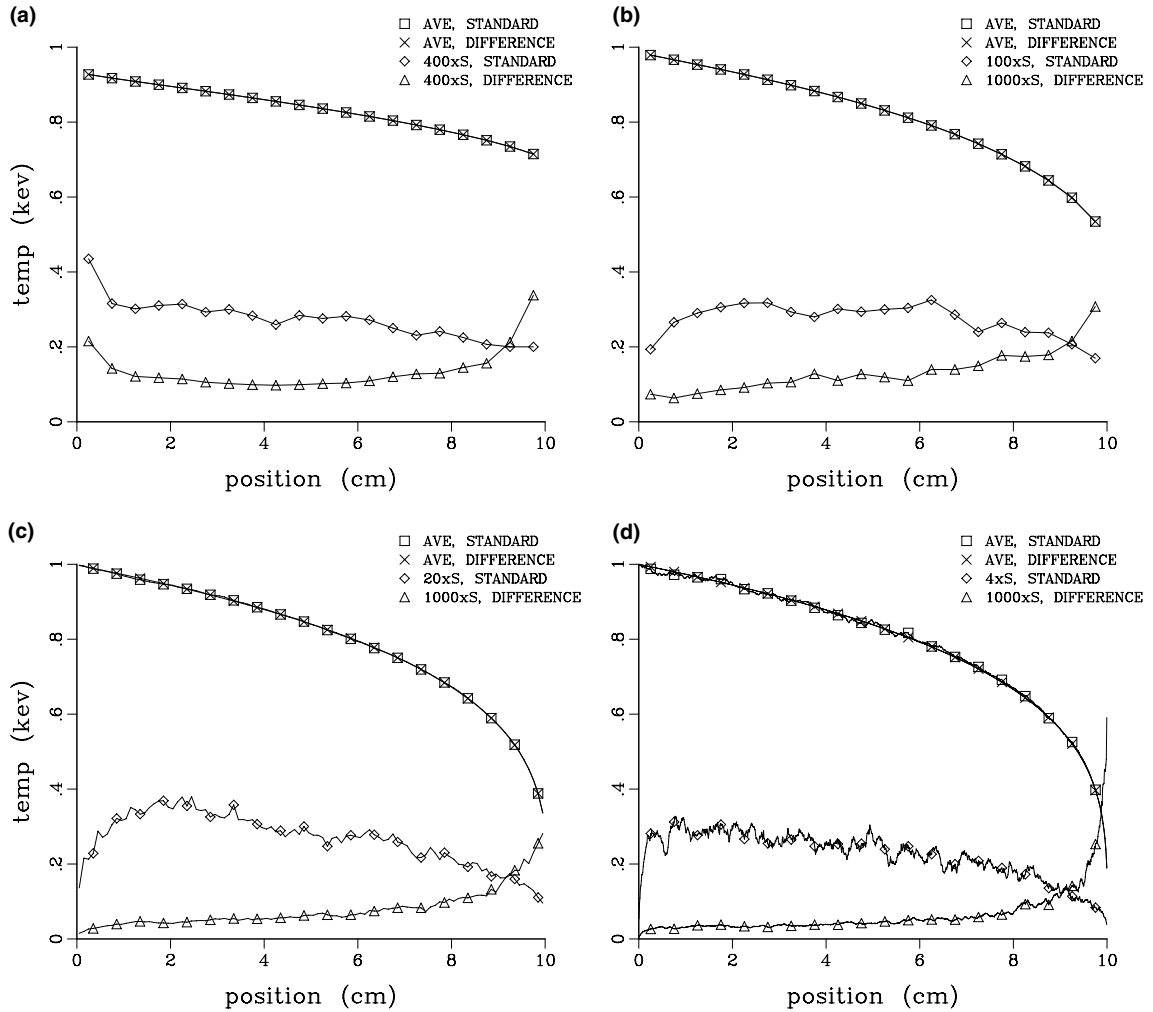 (a)
AVE, STANDARD
AVE, DIFFERENCE
400xS, STANDARD
400xS, DIFFERENCE
1
.8
.6
.4
.2
0
temp (kev)
0 2 4 6 8 10
position (cm)
(b)
AVE, STANDARD
AVE, DIFFERENCE
100xS, STANDARD
1000xS, DIFFERENCE
1
.8
.6
.4
.2
0
temp (kev)
0 2 4 6 8 10
position (cm)
(c)
AVE, STANDARD
AVE, DIFFERENCE
20xS, STANDARD
1000xS, DIFFERENCE
1
.8
.6
.4
.2
0
temp (kev)
0 2 4 6 8 10
position (cm)
(d)
AVE, STANDARD
AVE, DIFFERENCE
4xS, STANDARD
1000xS, DIFFERENCE
1
.8
.6
.4
.2
0
temp (kev)
0 2 4 6 8 10
position (cm)